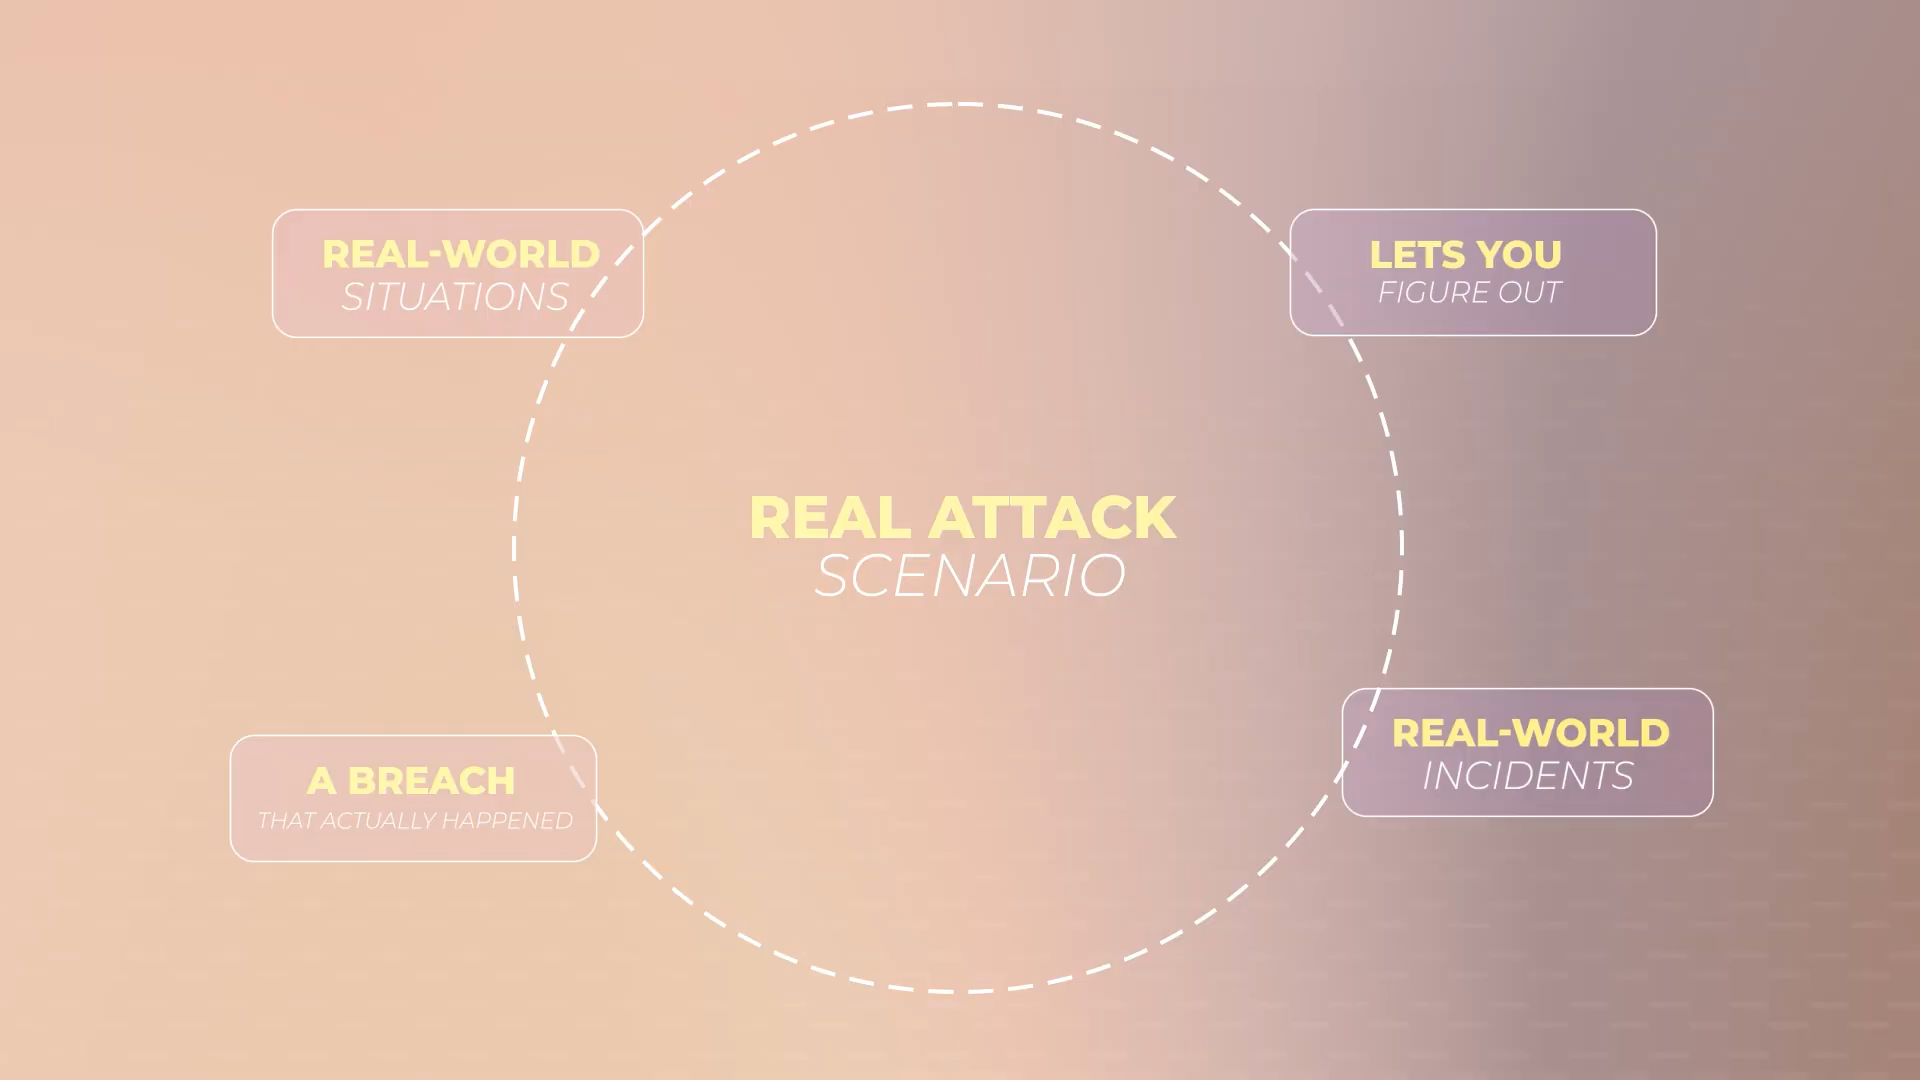 REAL-WORLD
SITUATIONS
LETS YOU
FIGURE OUT
REAL ATTACK
SCENARIO
A BREACH
THAT ACTUALLY HAPPENED
REAL-WORLD
INCIDENTS